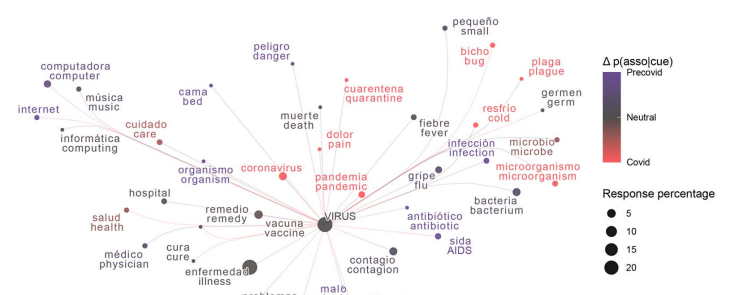 pequeño
small
peligro
danger
bicho
bug
computadora
computer
plaga
plague
cama
bed
cuarentena
quarantine
música
music
germen
germ
internet
muerte
death
resfrío
cold
cuidado
care
fiebre
fever
informática
computing
dolor
pain
infección
infection
microbio
microbe
organismo
organism
coronavirus
pandemia
pandemic
gripe
flu
microorganismo
microorganism
hospital
bacteria
bacterium
VIRUS
remedio
remedy
salud
health
vacuna
vaccine
antibiótico
antibiotic
sida
AIDS
médico
physician
cura
cure
contagio
contagion
enfermedad
illness
malo
Δ p(asso|cue)
Precovid
Neutral
Covid
Response percentage
5
10
15
20